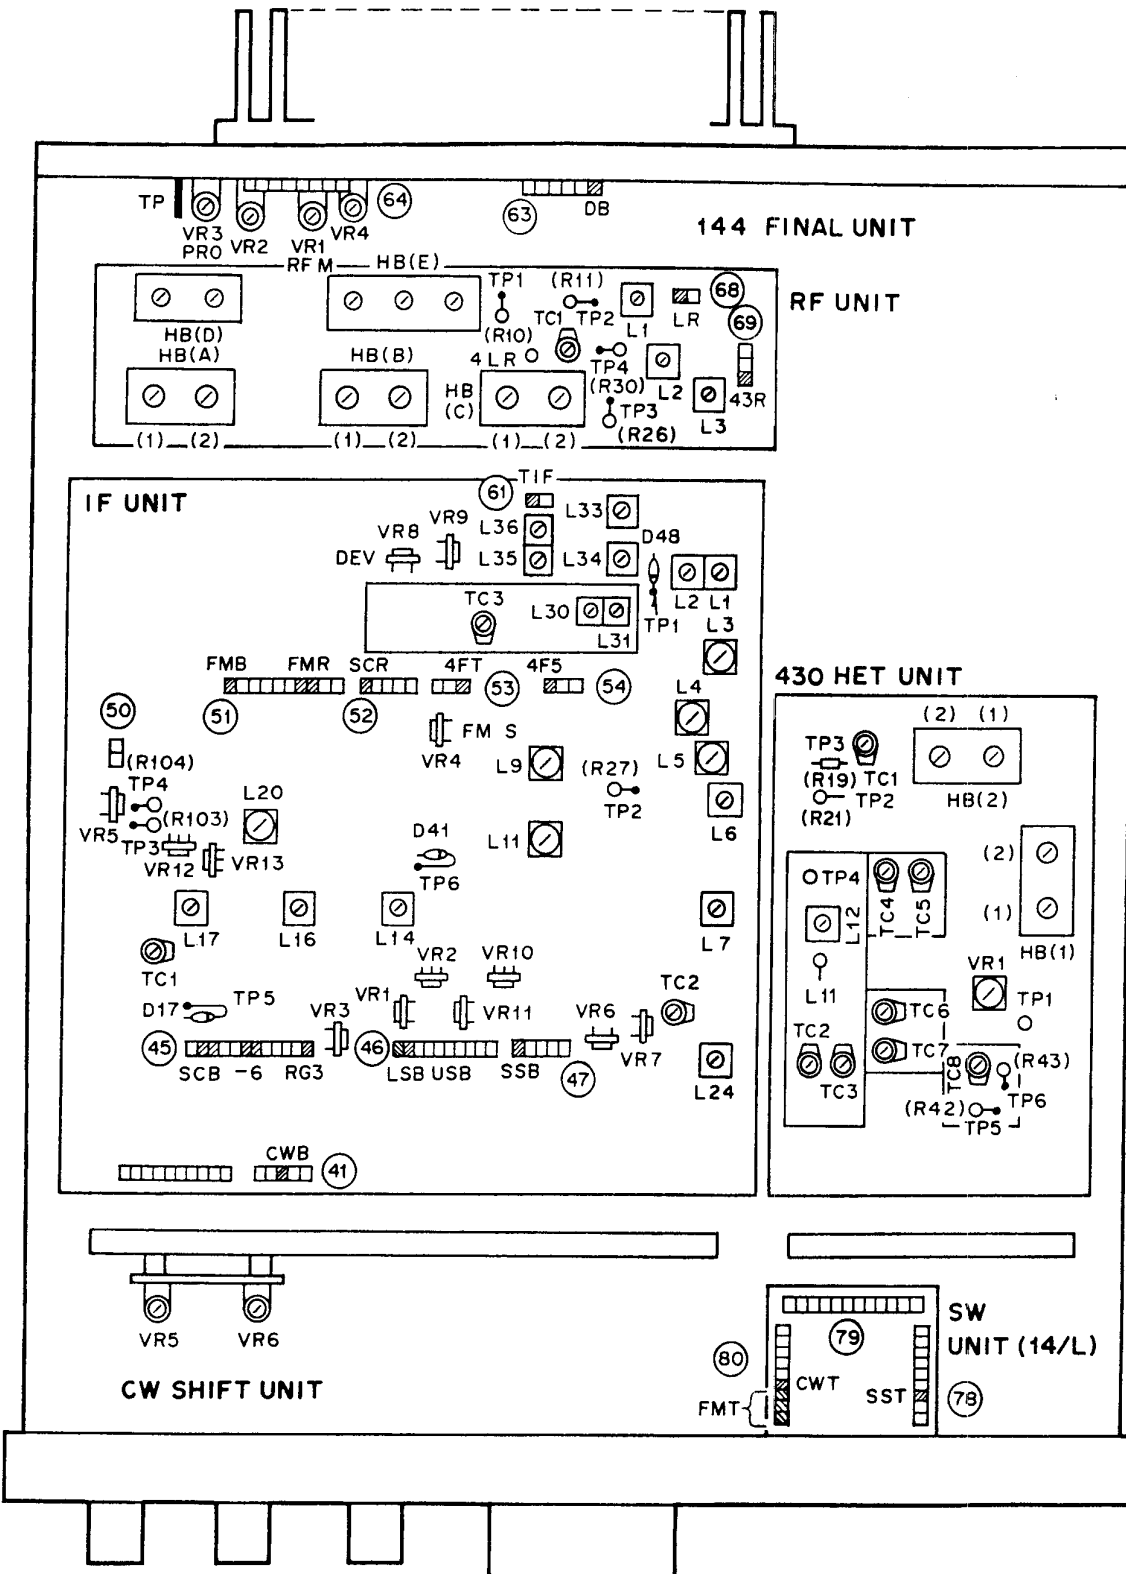 TP
VR3
PRO
VR2
VR1
VR4
64
63
DB
144 FINAL UNIT
RFM
HB(E)
TP1
(R11)
68
RF UNIT
HB(D)
(R10)
TC1
TP2
L1
LR
69
HB(A)
HB(B)
4LR
TP4
L2
HB
(C)
(R30)
TP3
43R
L3
(R26)
(1)
(2)
(1)
(2)
(1)
(2)
IF UNIT
61
TIF
VR8
VR9
L36
L33
D48
DEV
L35
L34
L2
L1
TC3
L30
L31
TP1
L3
FMB
FMR
SCR
4FT
4F5
51
52
53
54
L4
50
FM S
VR4
L9
(R27)
L5
(R104)
TP4
TP2
L6
VR5
L20
(R103)
TP3
VR12
VR13
D41
L11
TP6
L17
L16
L14
L7
TC1
VR2
VR10
TC2
D17
TP5
VR3
VR1
VR11
VR6
VR7
45
46
47
SCB
-6
RG3
LSB
USB
SSB
L24
CWB
41
430 HET UNIT
(2)
(1)
TP3
(R19)
TC1
TP2
HB(2)
(R21)
(2)
TP4
TC4
TC5
L12
(1)
HB(1)
L11
VR1
TP1
TC6
TC2
TC7
TC3
TC8
(R43)
TP6
(R42)
TP5
VR5
VR6
CW SHIFT UNIT
79
SW
UNIT (14/L)
80
CWT
FMT
SST
78